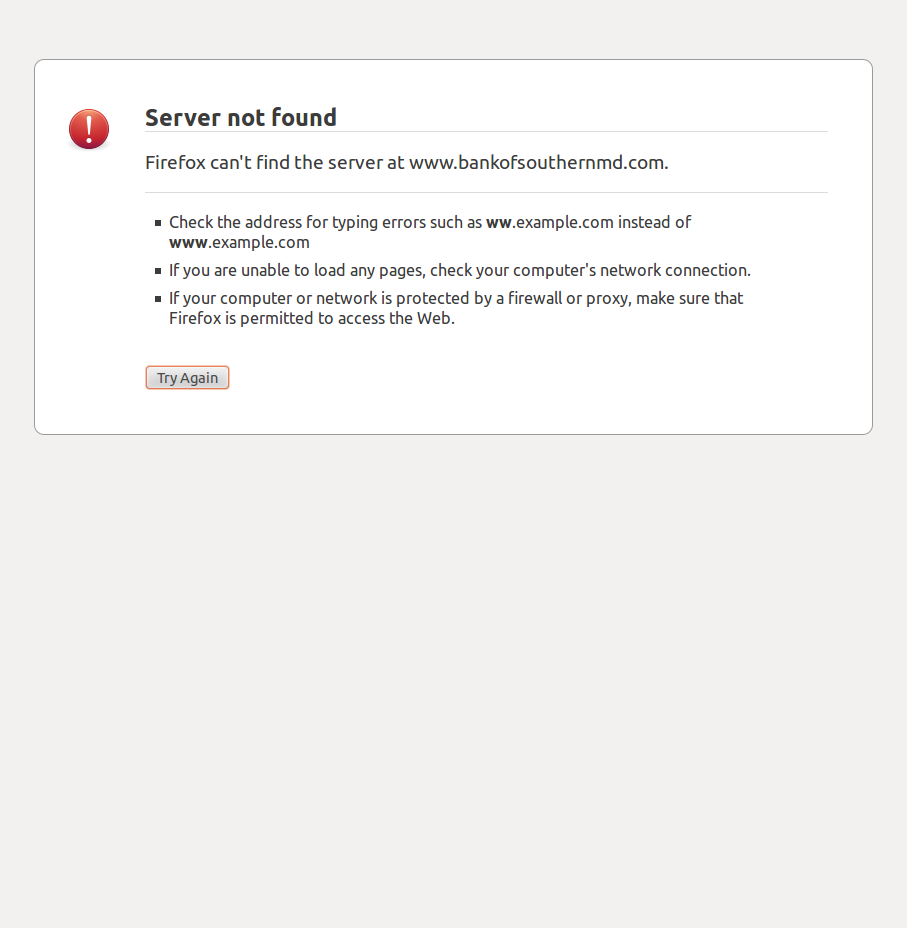 Server not found
Firefox can't find the server at www.bankofsouthernmd.com.
Check the address for typing errors such as ww.example.com instead of
www.example.com
If you are unable to load any pages, check your computer's network connection.
If your computer or network is protected by a firewall or proxy, make sure that
Firefox is permitted to access the Web.
Try Again